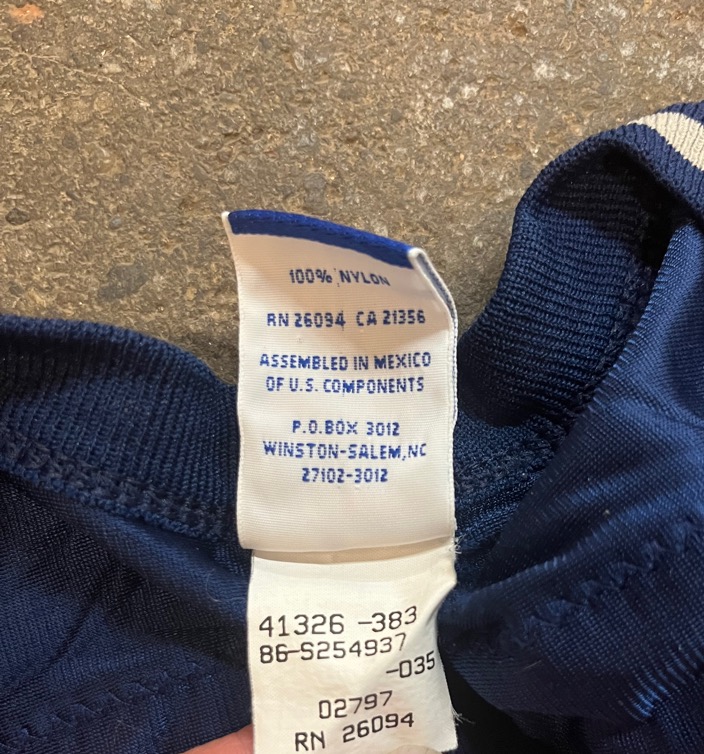 100% NYLON
RN 26094 CA 21356
ASSEMBLED IN MEXICO
OF U.S. COMPONENTS
P.O.BOX 3012
WINSTON-SALEM,NC
27102-3012
41326 -383
86-S254937
-035
02797
RN 26094